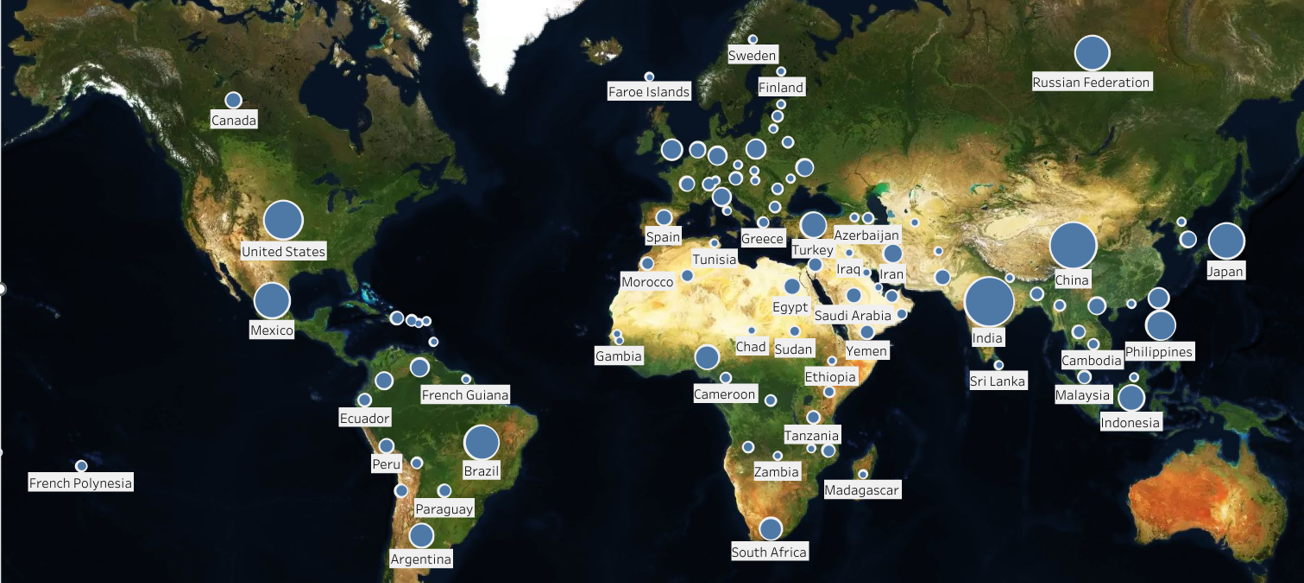 Sweden
Russian Federation
Faroe Islands
Finland
Canada
United States
Spain
Greece
Azerbaijan
Turkey
Tunisia
Iraq
Iran
China
Japan
Morocco
Egypt
Saudi Arabia
Mexico
India
Gambia
Chad
Sudan
Yemen
Cambodia
Philippines
Ethiopia
Sri Lanka
French Guiana
Cameroon
Malaysia
Ecuador
Indonesia
Tanzania
Peru
Brazil
Zambia
French Polynesia
Madagascar
Paraguay
South Africa
Argentina